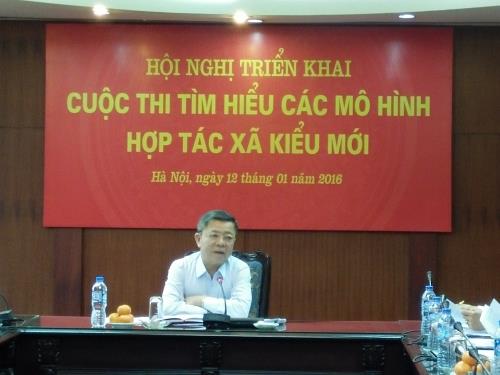 HỘI NGHỊ TRIỂN KHAI
CUỘC THI TÌM HIỂU CÁC MÔ HÌNH
HỢP TÁC XÃ KIỂU MỚI
Hà Nội, ngày 12 tháng 01 năm 2016